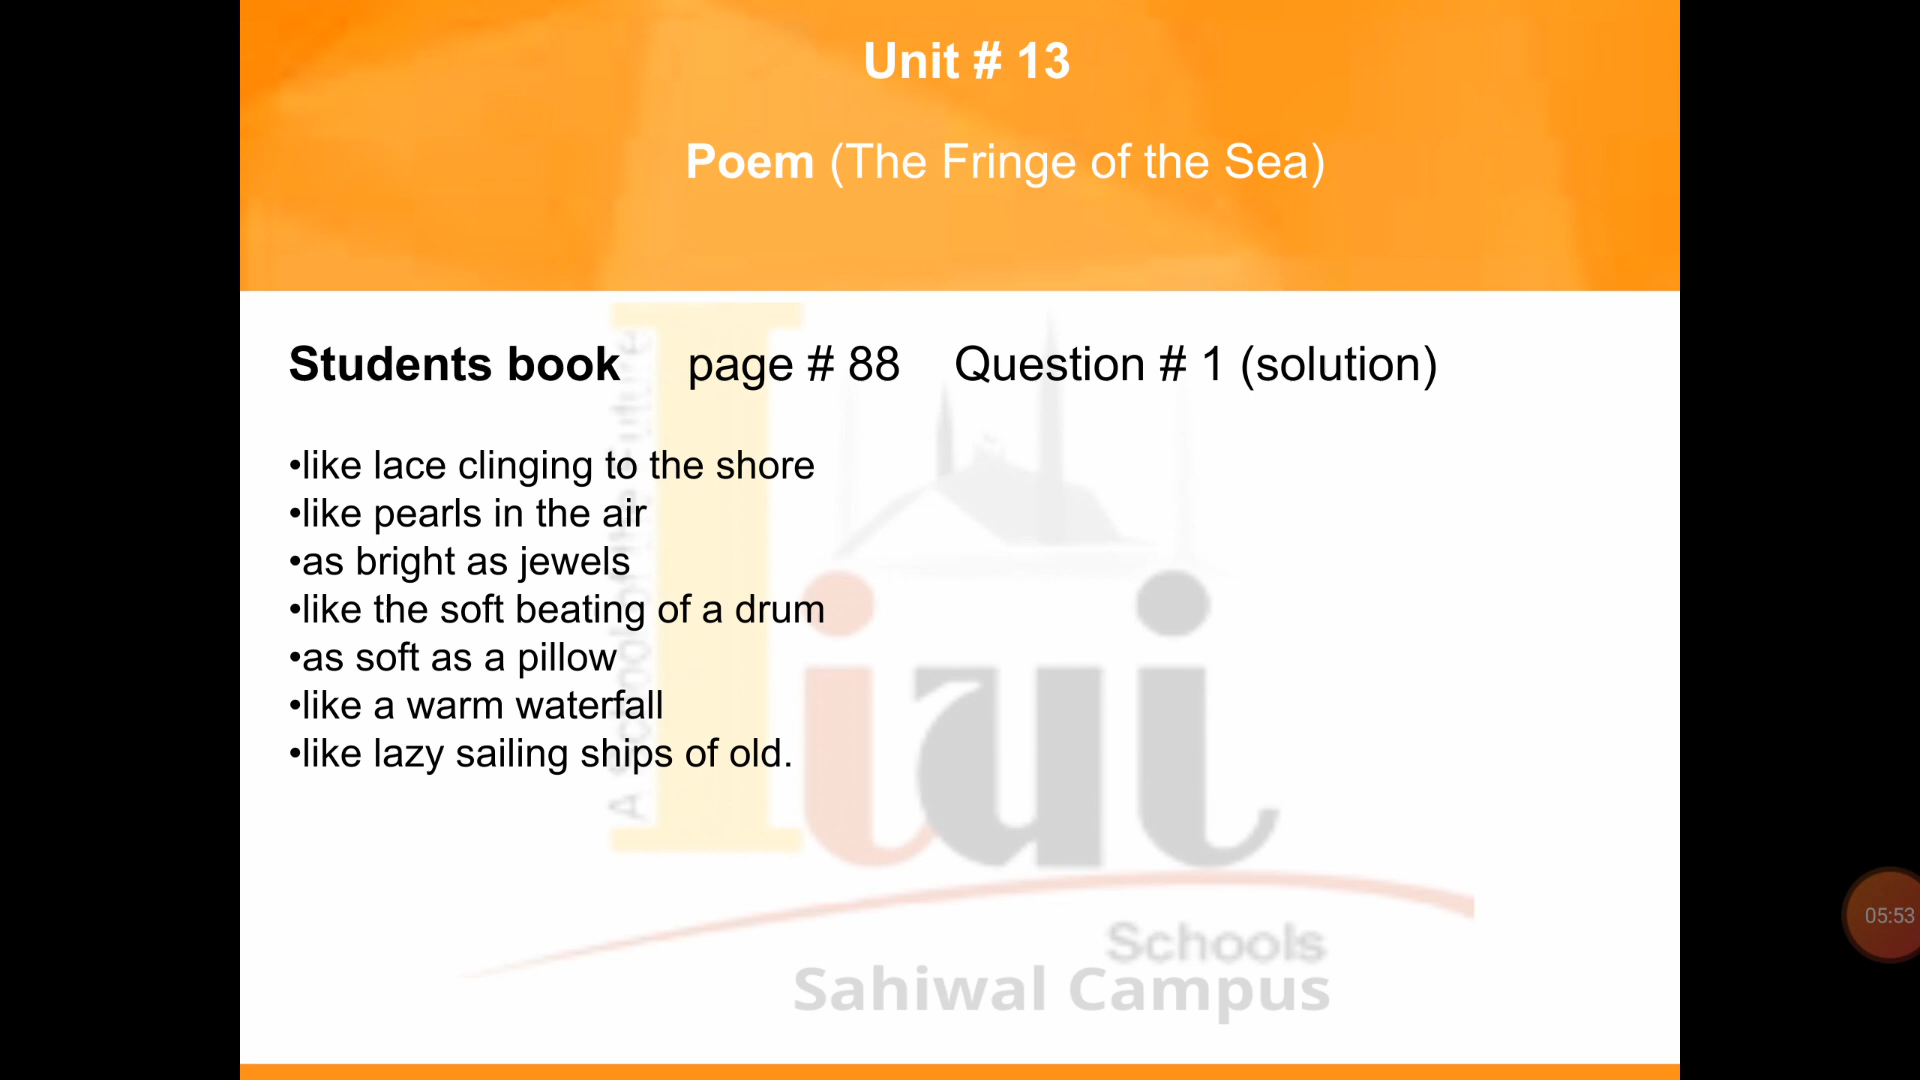 Unit # 13
Poem (The Fringe of the Sea)
Students book page # 88 Question # 1 (solution)
•like lace clinging to the shore
•like pearls in the air
•as bright as jewels
•like the soft beating of a drum
•as soft as a pillow
•like a warm waterfall
•like lazy sailing ships of old.
iui
Schools
Sahiwal Campus
05:53